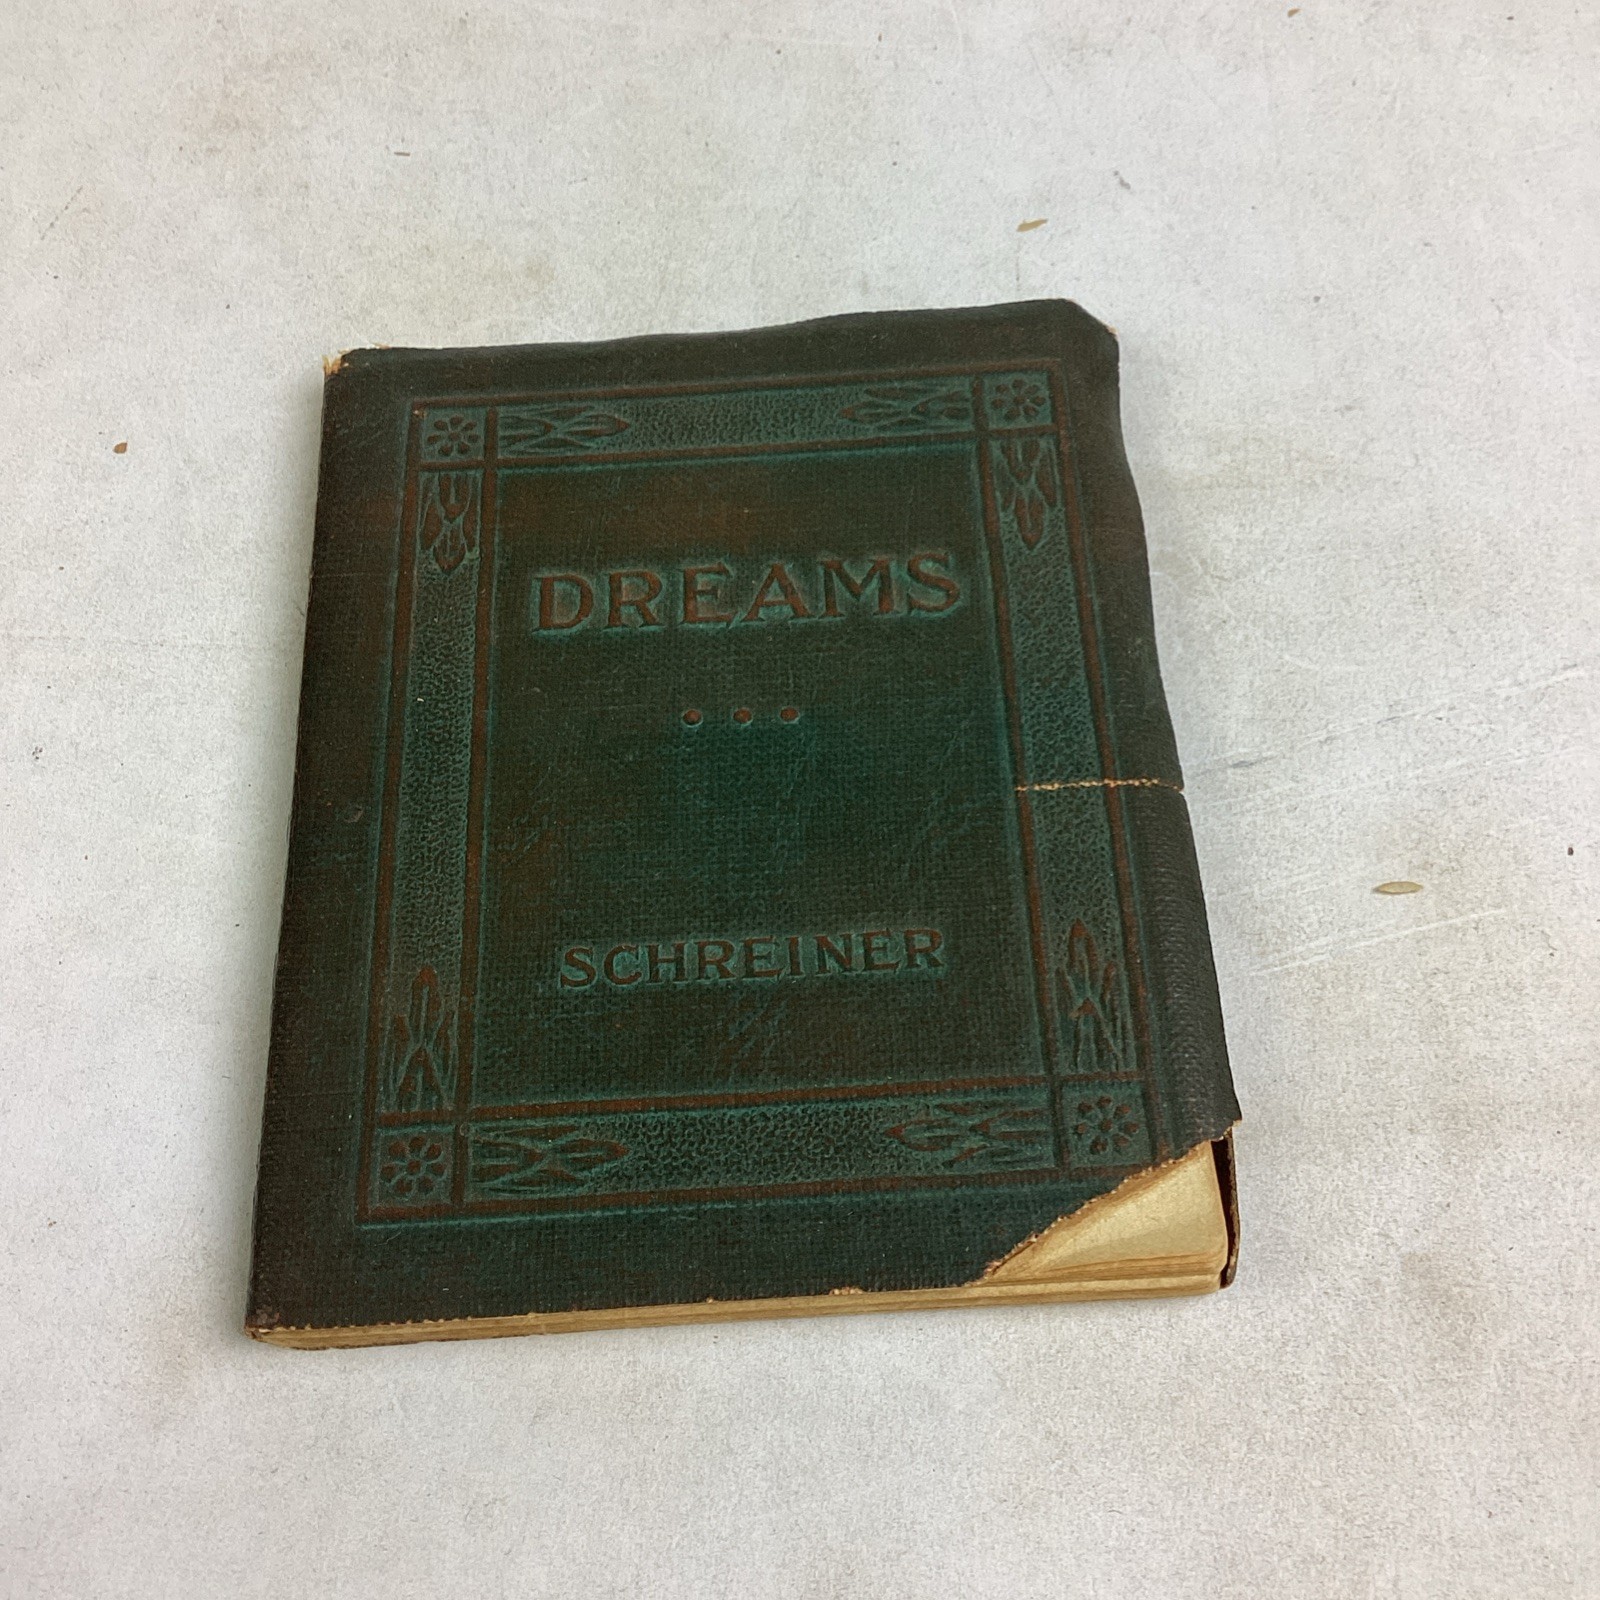 DREAMS
...
SCHREINER